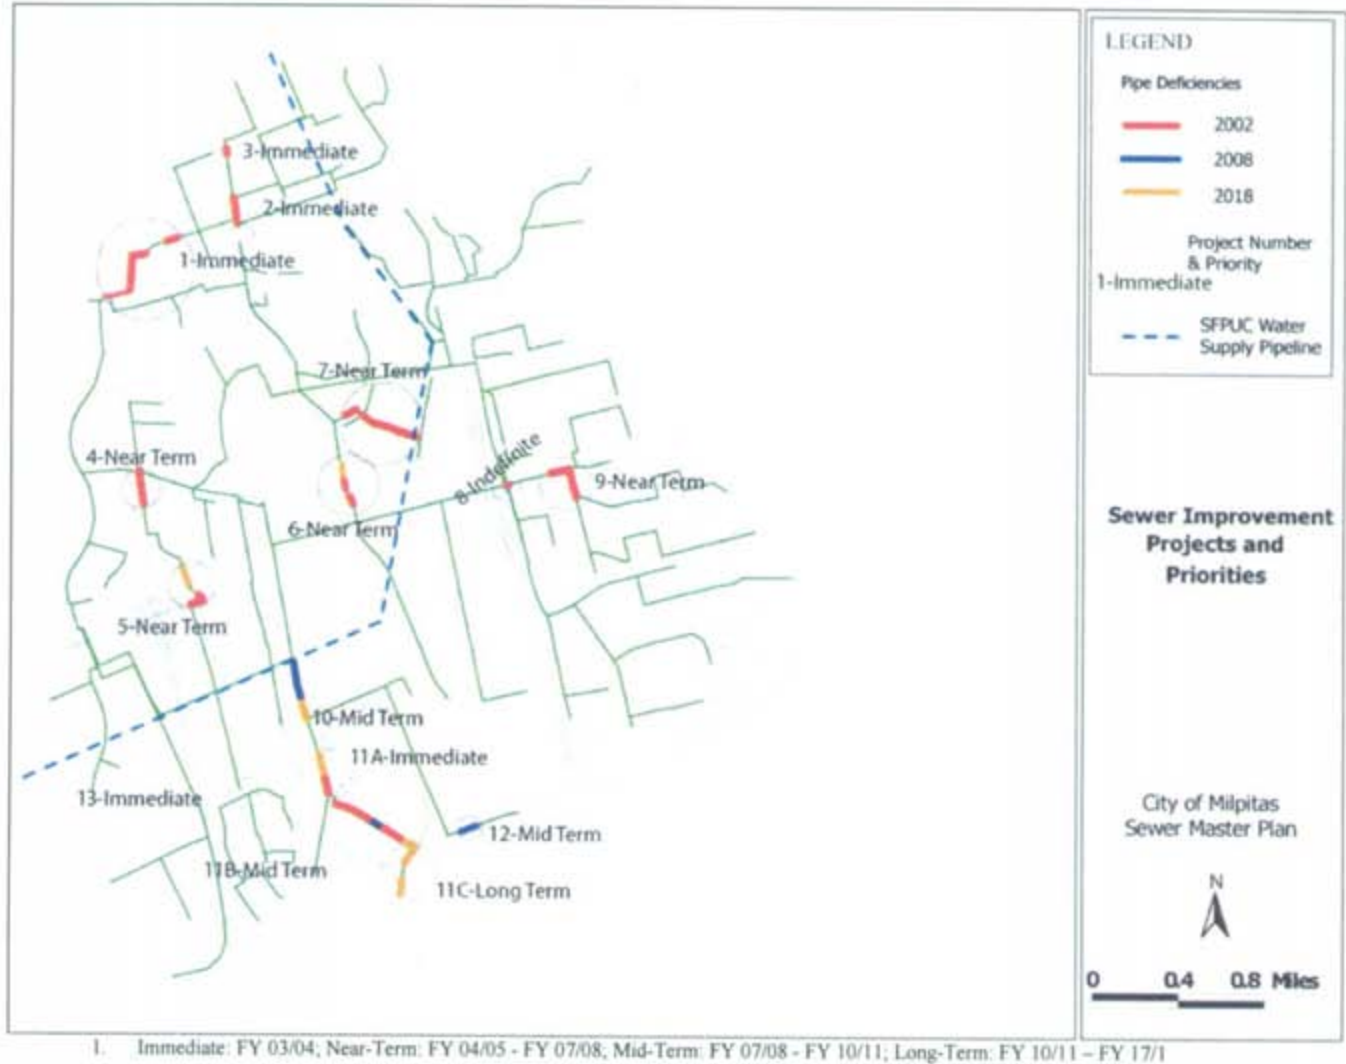 3-Immediate
2-Immediate
1-Immediate
7-Near Term
4-Near Term
8-Indefinite
9-Near Term
6-Near Term
5-Near Term
10-Mid Term
11A-Immediate
13-Immediate
12-Mid Term
11B-Mid Term
11C-Long Term
LEGEND
Pipe Deficiencies
2002
2008
2018
Project Number
& Priority
1-Immediate
SFPUC Water
Supply Pipeline
Sewer Improvement
Projects and
Priorities
City of Milpitas
Sewer Master Plan
N
0 0.4 0.8 Miles
1. Immediate: FY 03/04; Near-Term: FY 04/05 - FY 07/08; Mid-Term: FY 07/08 - FY 10/11; Long-Term: FY 10/11 – FY 17/1